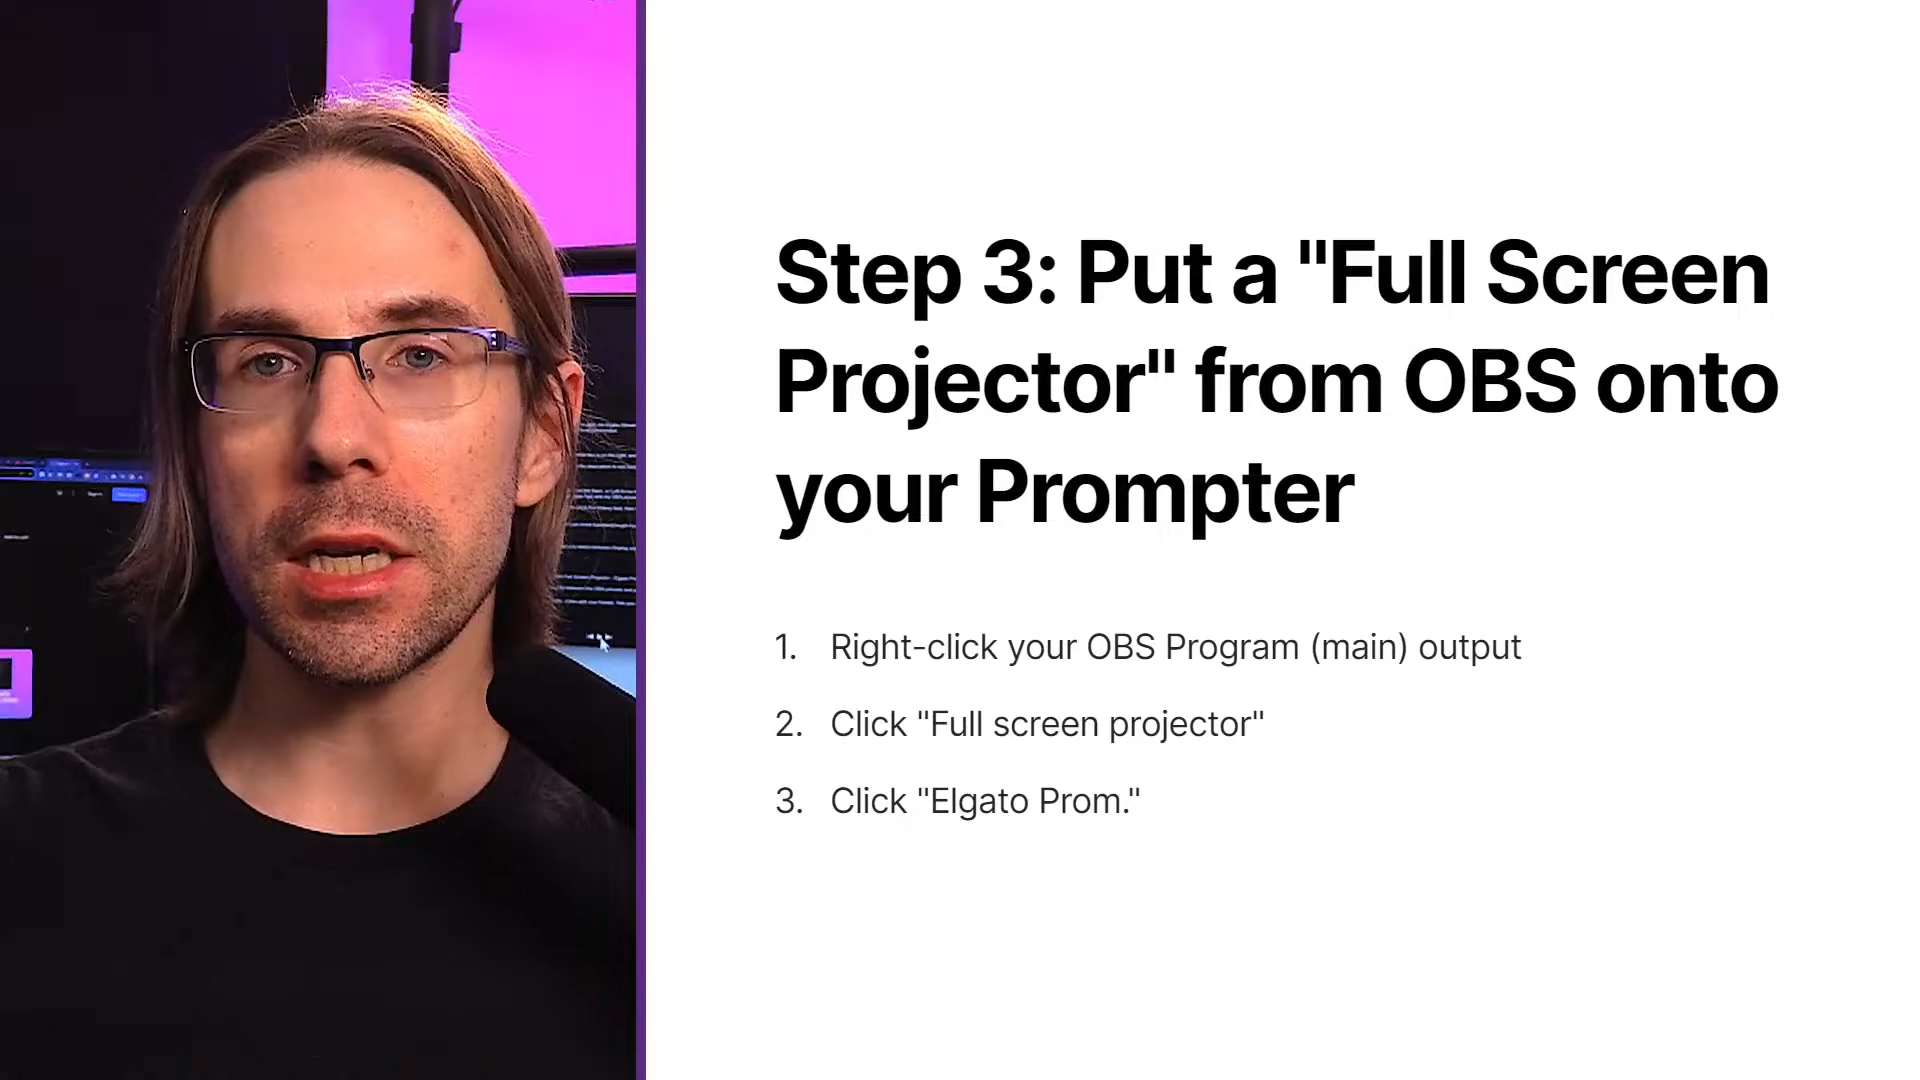 Step 3: Put a "Full Screen
Projector" from OBS onto
your Prompter
1. Right-click your OBS Program (main) output
2. Click "Full screen projector"
3. Click "Elgato Prom."